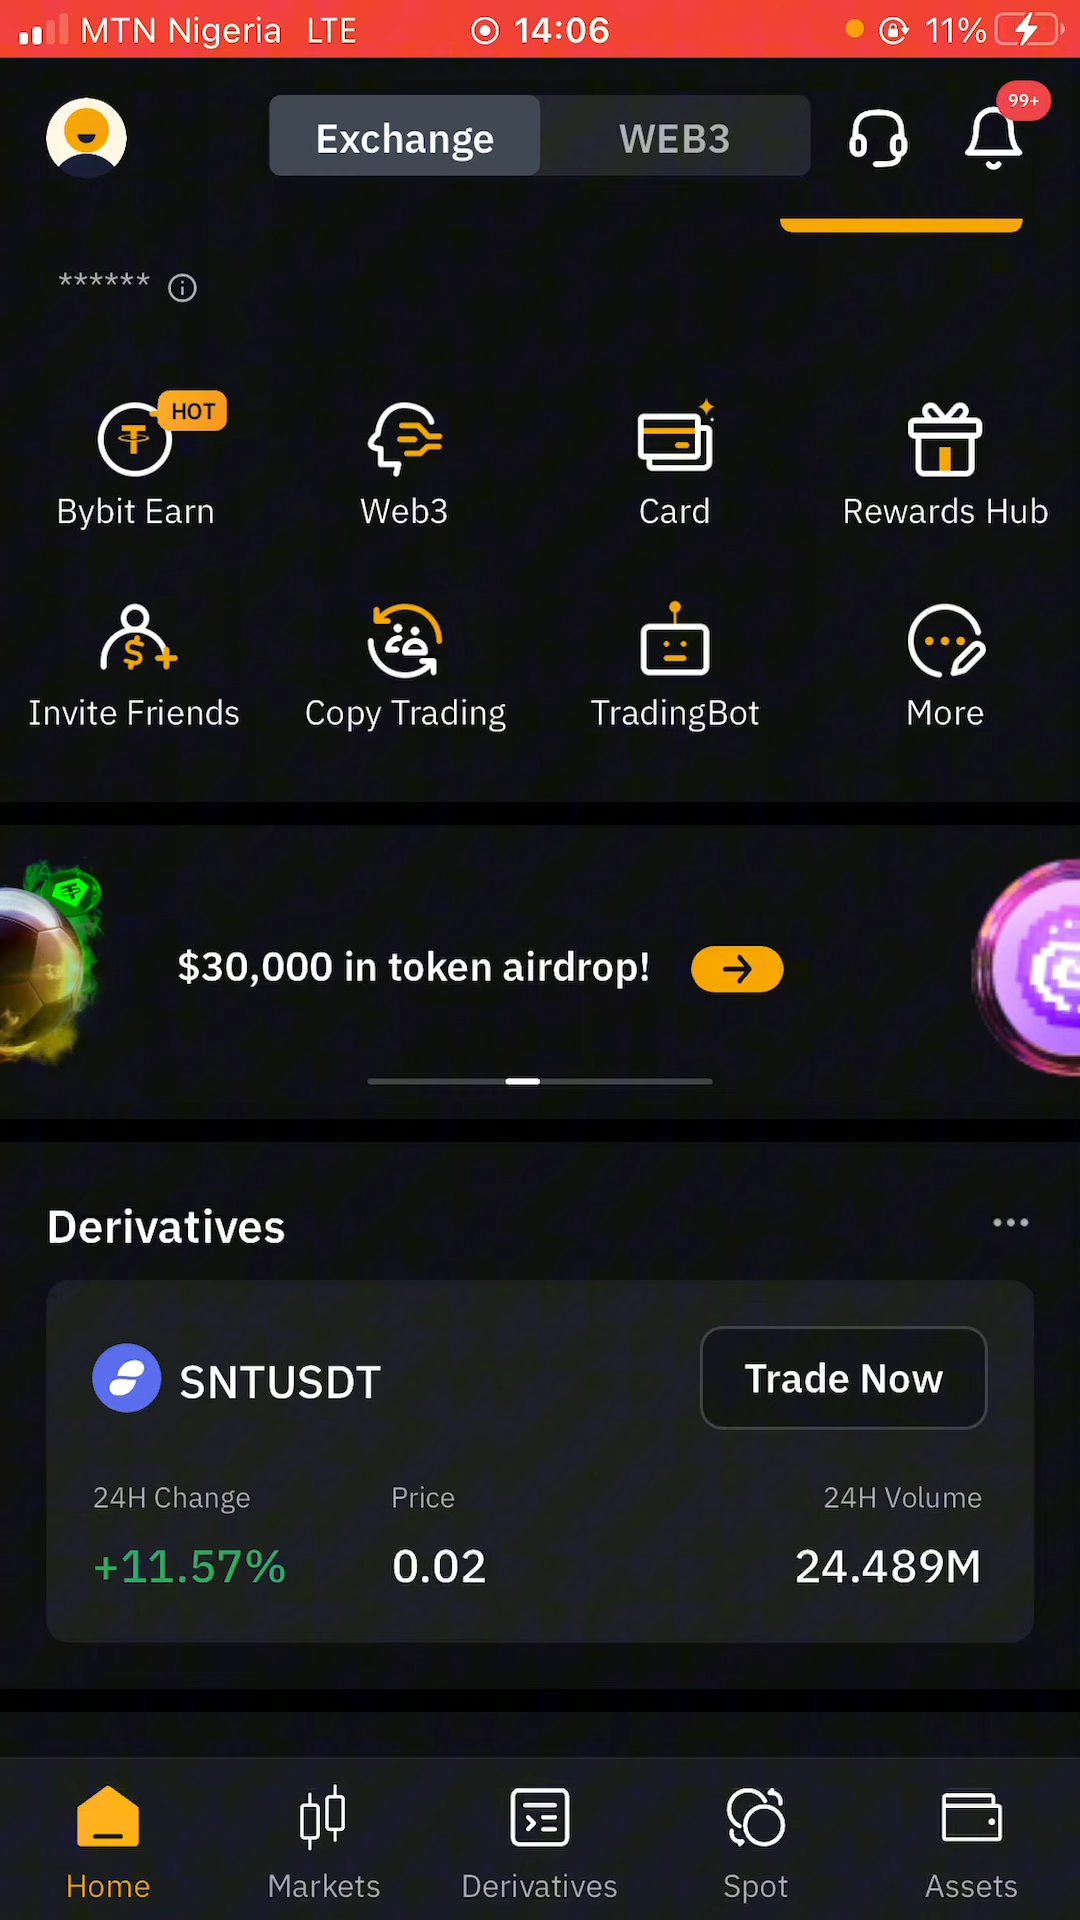 MTN Nigeria LTE 14:06 11%
99+
Exchange WEB3
******
HOT
Bybit Earn Web3 Card Rewards Hub
Invite Friends Copy Trading TradingBot More
$30,000 in token airdrop!
Derivatives
SNTUSDT Trade Now
24H Change Price 24H Volume
+11.57% 0.02 24.489M
Home Markets Derivatives Spot Assets